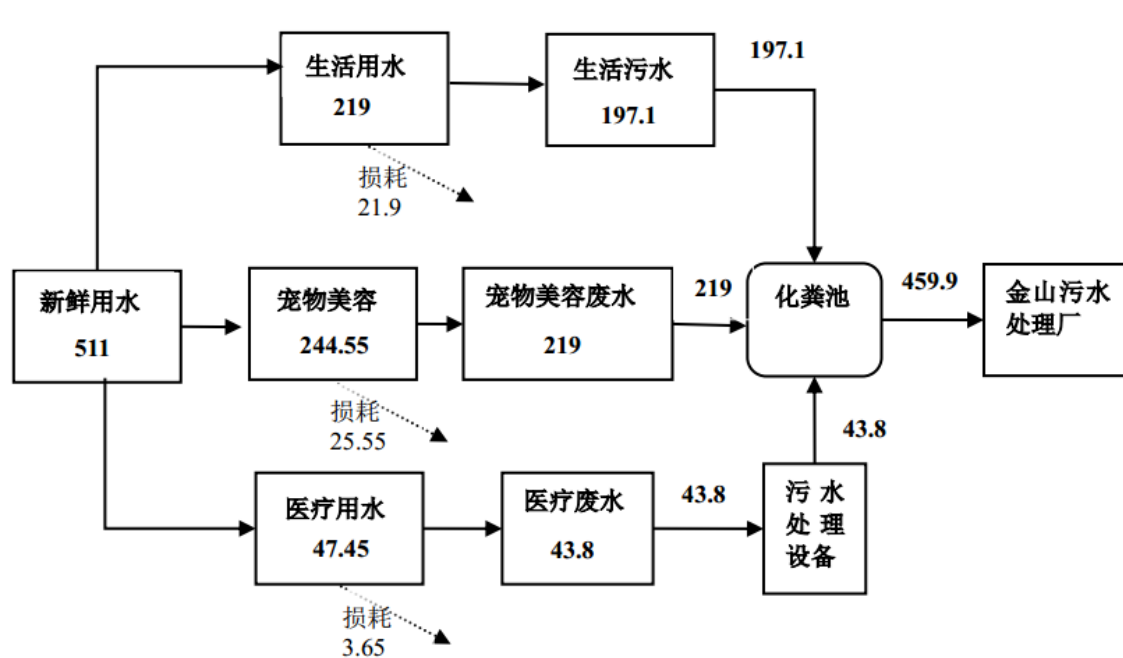 生活用水
219
生活污水
197.1
197.1
损耗
21.9
新鲜用水
511
宠物美容
244.55
宠物美容废水
219
219
化粪池
459.9
金山污水
处理厂
损耗
25.55
43.8
医疗用水
47.45
医疗废水
43.8
43.8
污水
处理
设备
损耗
3.65